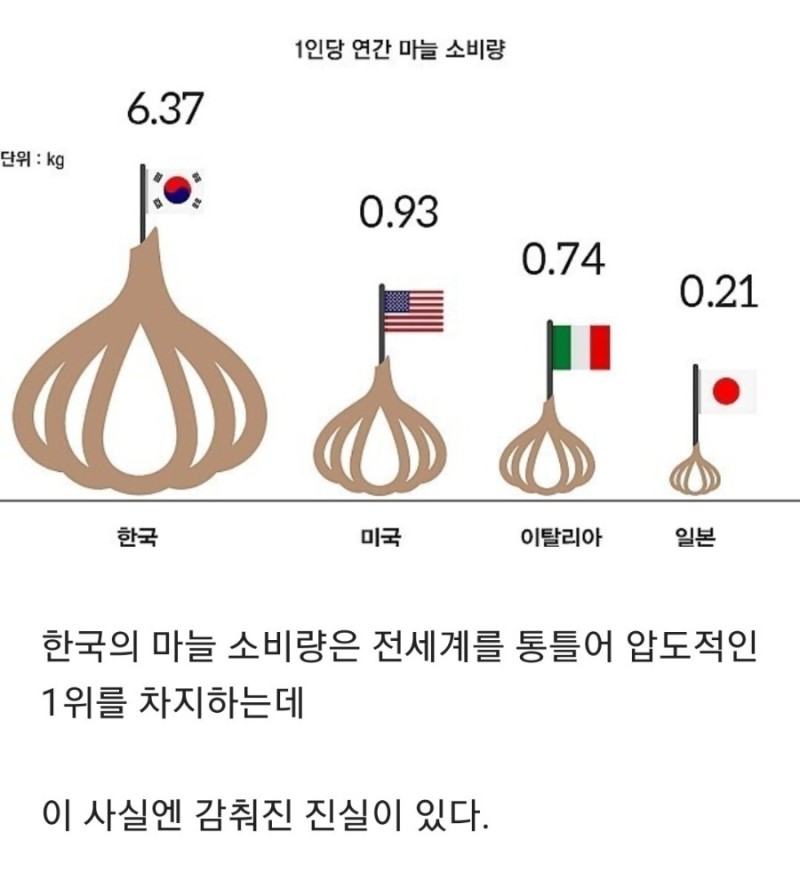 1인당 연간 마늘 소비량
단위 : kg
6.37
0.93
0.74
0.21
한국
미국
이탈리아
일본
한국의 마늘 소비량은 전세계를 통틀어 압도적인
1위를 차지하는데
이 사실엔 감춰진 진실이 있다.